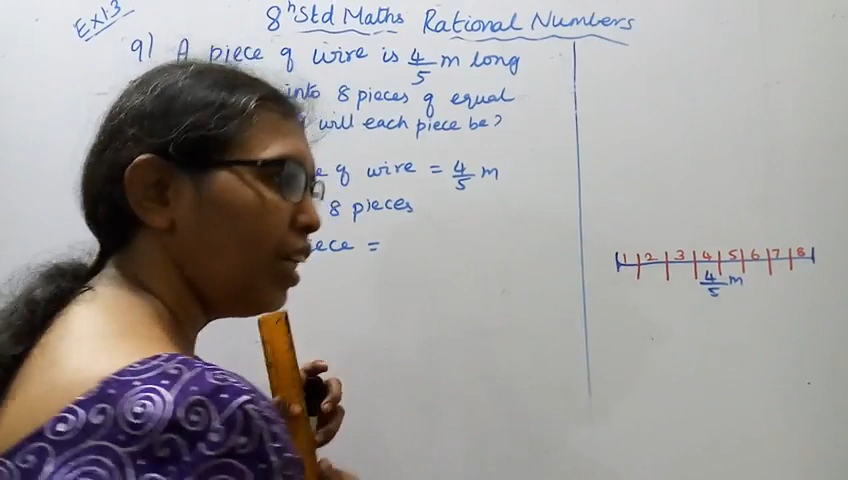 Ex 1.3
8th Std Maths Rational Numbers
9) A piece of wire is 4/5 m long
into 8 pieces of equal
will each piece be?
of wire = 4/5 m
8 pieces
=
1 2 3 4 5 6 7 8
4/5 m